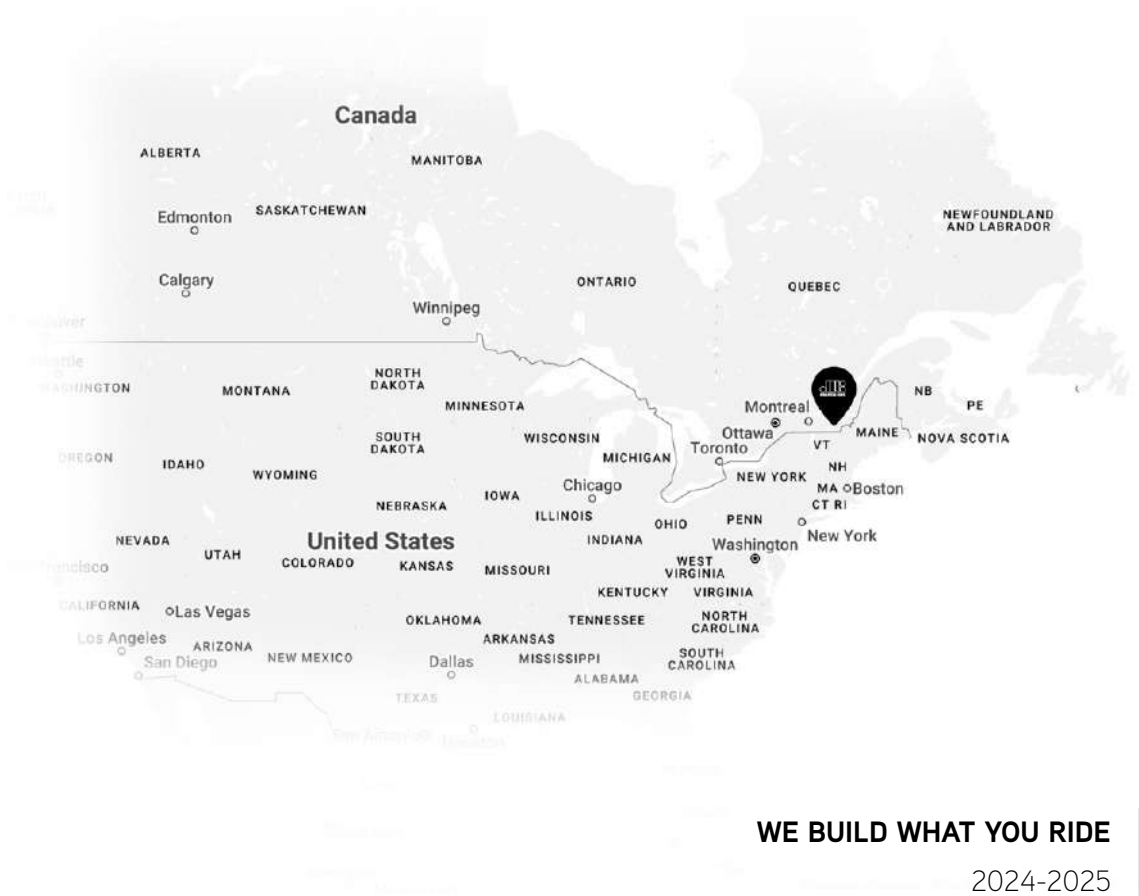 Canada
ALBERTA
MANITOBA
Edmonton
SASKATCHEWAN
NEWFOUNDLAND
AND LABRADOR
Calgary
ONTARIO
QUEBEC
Winnipeg
NORTH
DAKOTA
MONTANA
MINNESOTA
NB
PE
Montreal
Ottawa
MAINE
NOVA SCOTIA
SOUTH
DAKOTA
WISCONSIN
VT
Toronto
MICHIGAN
OREGON
IDAHO
WYOMING
NEW YORK
NH
Chicago
IOWA
MA
Boston
NEBRASKA
ILLINOIS
CT RI
OHIO
PENN
NEVADA
United States
INDIANA
New York
Washington
UTAH
COLORADO
KANSAS
MISSOURI
WEST
VIRGINIA
KENTUCKY
VIRGINIA
CALIFORNIA
Las Vegas
OKLAHOMA
TENNESSEE
NORTH
CAROLINA
Los Angeles
ARIZONA
ARKANSAS
San Diego
NEW MEXICO
Dallas
MISSISSIPPI
SOUTH
CAROLINA
ALABAMA
TEXAS
GEORGIA
LOUISIANA
WE BUILD WHAT YOU RIDE
2024-2025